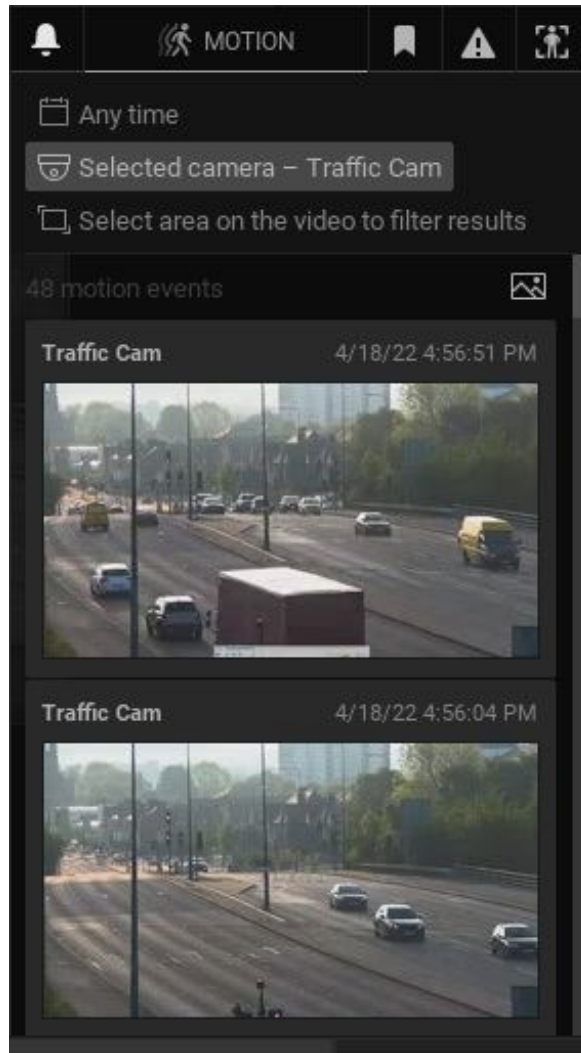 MOTION
Any time
Selected camera – Traffic Cam
Select area on the video to filter results
48 motion events
Traffic Cam 4/18/22 4:56:51 PM
Traffic Cam 4/18/22 4:56:04 PM